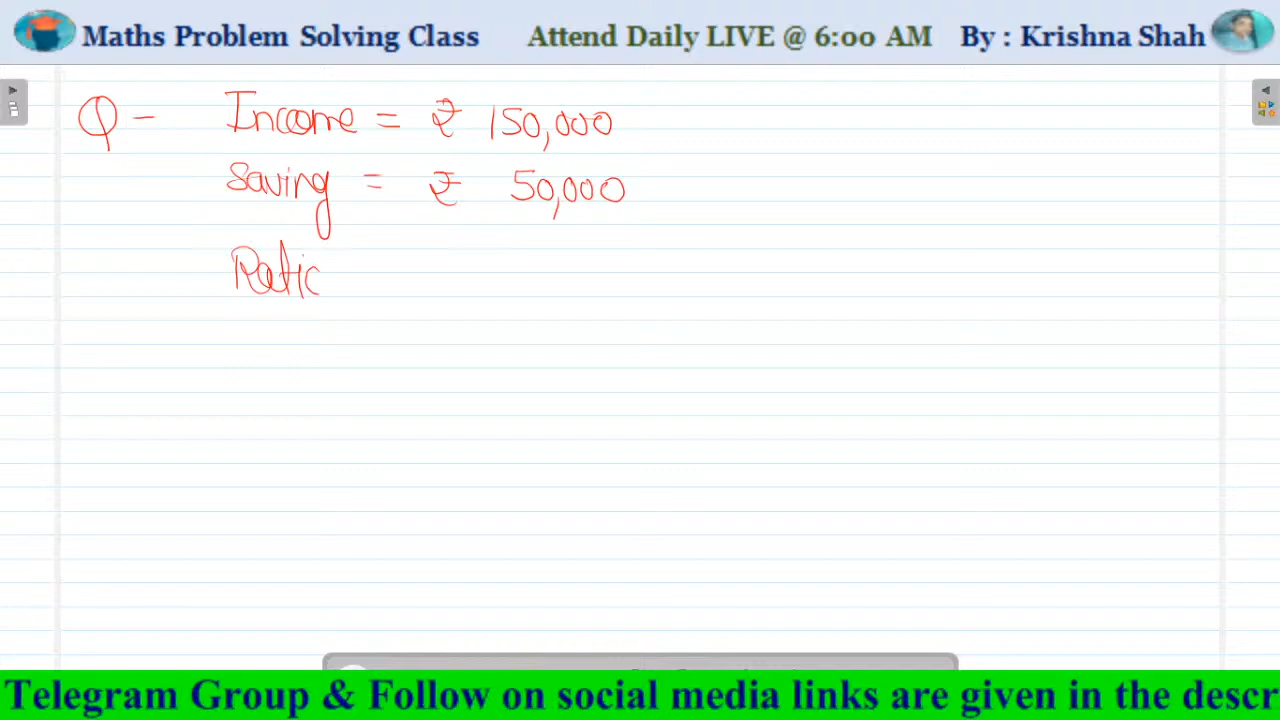 Maths Problem Solving Class Attend Daily LIVE @ 6:00 AM By : Krishna Shah
Q - Income = ₹ 150,000
Saving = ₹ 50,000
Ratio
Telegram Group & Follow on social media links are given in the descr